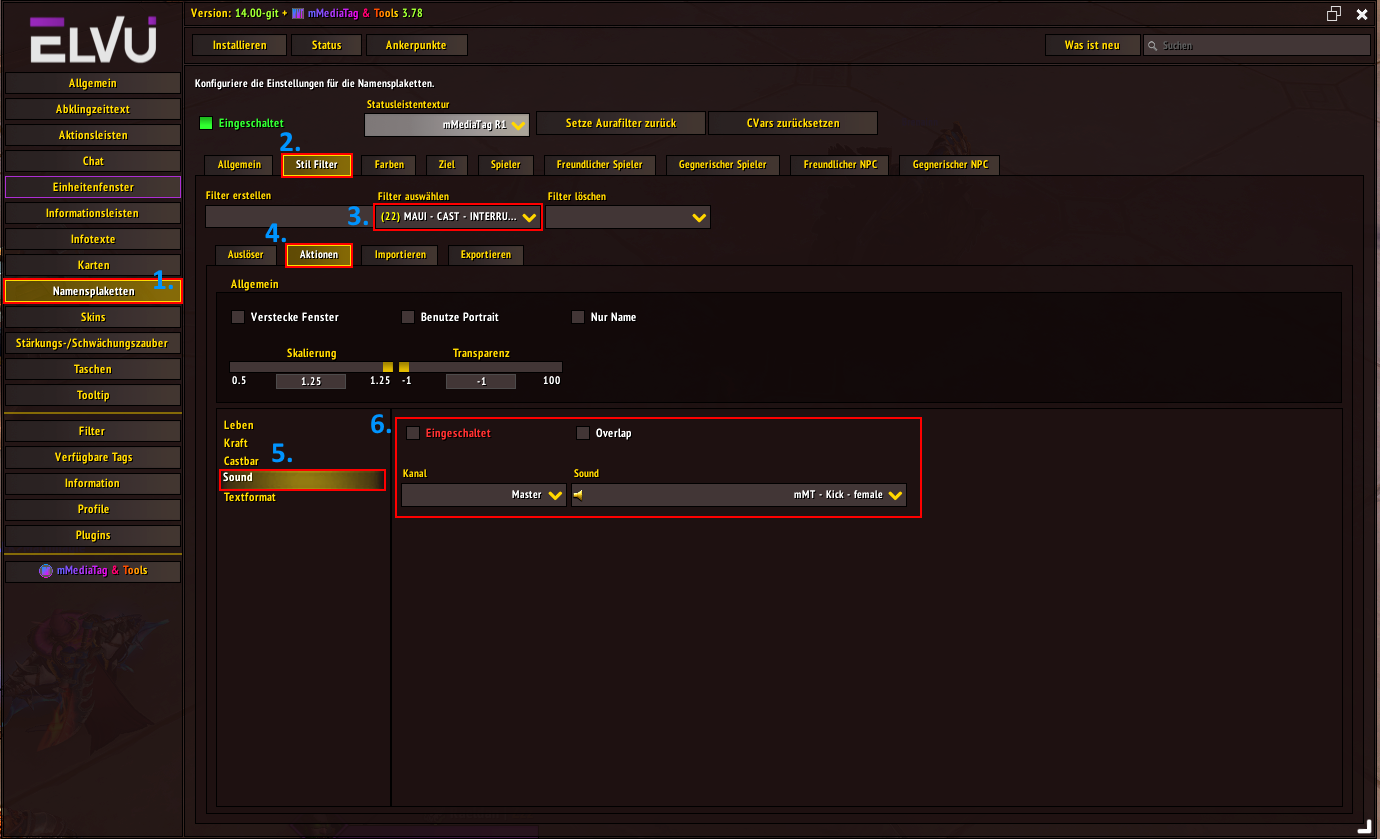 ELVUI
Version: 14.00-git + mMediaTag & Tools 3.78
Installieren Status Ankerpunkte Was ist neu Suchen
Allgemein
Abklingzeittext
Aktionsleisten
Chat
Einheitenfenster
Informationsleisten
Infotexte
Karten
Namensplaketten 1.
Skins
Stärkungs-/Schwächungszauber
Taschen
Tooltip
Filter
Verfügbare Tags
Information
Profile
Plugins
mMediaTag & Tools
Konfiguriere die Einstellungen für die Namensplaketten.
Statusleistentextur
Eingeschaltet mMediaTag R1 Setze Aurafilter zurück CVars zurücksetzen
2.
Allgemein Stil Filter Farben Ziel Spieler Freundlicher Spieler Gegnerischer Spieler Freundlicher NPC Gegnerischer NPC
Filter erstellen Filter auswählen Filter löschen
3. (22) MAUI - CAST - INTERRU...
4.
Auslöser Aktionen Importieren Exportieren
Allgemein
Verstecke Fenster Benutze Portrait Nur Name
Skalierung Transparenz
0.5 1.25 1.25 -1 -1 100
Leben
Kraft
Castbar
5.
Sound
Textformat
6.
Eingeschaltet Overlap
Kanal Sound
Master mMT - Kick - female